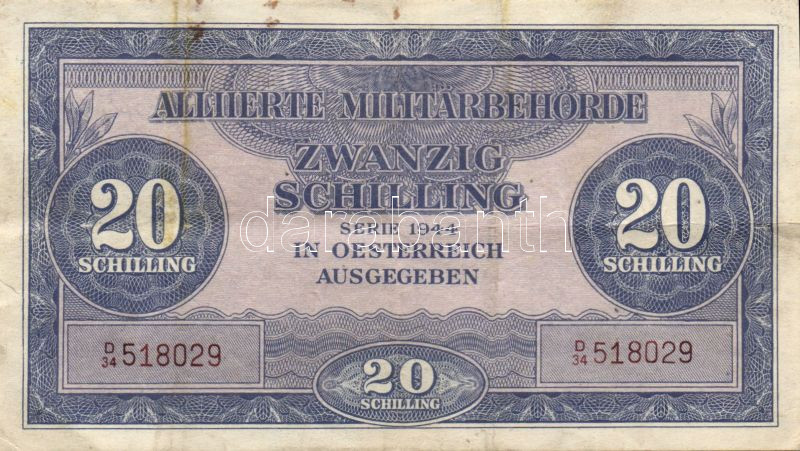 ALLIIERTE MILITÄRBEHÖRDE
ZWANZIG
SCHILLING
SERIE 1944
IN OESTERREICH
AUSGEGEBEN
20
SCHILLING
20
SCHILLING
D/34 518029
D/34 518029
20
SCHILLING
darabanth